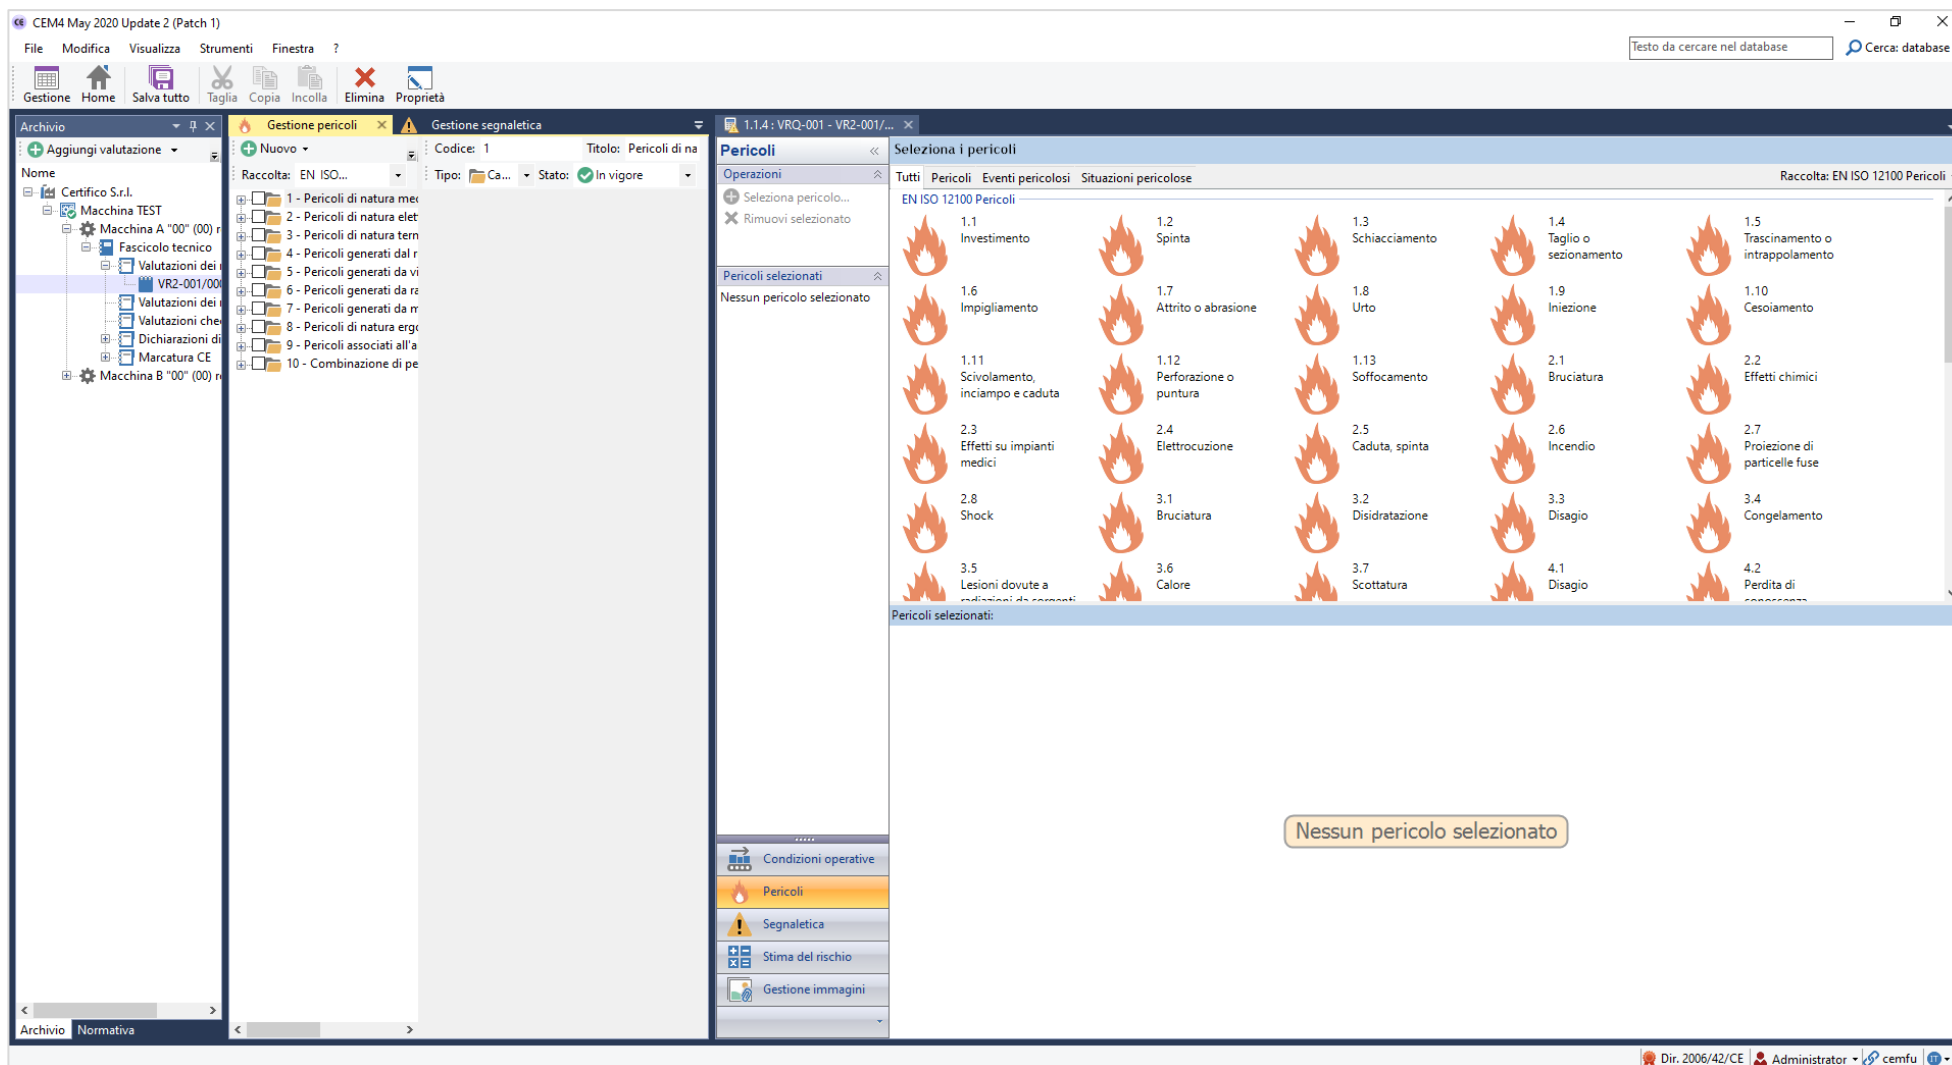 CEM4 May 2020 Update 2 (Patch 1)
File Modifica Visualizza Strumenti Finestra ?
Testo da cercare nel database
Cerca: database
Gestione Home Salva tutto Taglia Copia Incolla Elimina Proprietà
Archivio
Aggiungi valutazione
Nome
Certifico S.r.l.
Macchina TEST
Macchina A "00" (00) r
Fascicolo tecnico
Valutazioni dei
VR2-001/00
Valutazioni dei
Valutazioni che
Dichiarazioni di
Marcatura CE
Macchina B "00" (00) r
Archivio Normativa
Gestione pericoli
Gestione segnaletica
Nuovo
Codice: 1
Titolo: Pericoli di na
Raccolta: EN ISO...
Tipo: Ca...
Stato: In vigore
1 - Pericoli di natura mec
2 - Pericoli di natura elet
3 - Pericoli di natura tern
4 - Pericoli generati dal r
5 - Pericoli generati da vi
6 - Pericoli generati da ra
7 - Pericoli generati da m
8 - Pericoli di natura ergo
9 - Pericoli associati all'a
10 - Combinazione di pe
1.1.4 : VRQ-001 - VR2-001/...
Pericoli
Operazioni
Seleziona pericolo...
Rimuovi selezionato
Pericoli selezionati
Nessun pericolo selezionato
Condizioni operative
Pericoli
Segnaletica
Stima del rischio
Gestione immagini
Seleziona i pericoli
Tutti Pericoli Eventi pericolosi Situazioni pericolose
Raccolta: EN ISO 12100 Pericoli
EN ISO 12100 Pericoli
1.1
Investimento
1.2
Spinta
1.3
Schiacciamento
1.4
Taglio o
sezionamento
1.5
Trascinamento o
intrappolamento
1.6
Impigliamento
1.7
Attrito o abrasione
1.8
Urto
1.9
Iniezione
1.10
Cesoiamento
1.11
Scivolamento,
inciampo e caduta
1.12
Perforazione o
puntura
1.13
Soffocamento
2.1
Bruciatura
2.2
Effetti chimici
2.3
Effetti su impianti
medici
2.4
Elettrocuzione
2.5
Caduta, spinta
2.6
Incendio
2.7
Proiezione di
particelle fuse
2.8
Shock
3.1
Bruciatura
3.2
Disidratazione
3.3
Disagio
3.4
Congelamento
3.5
Lesioni dovute a
radiazioni da sorgenti
3.6
Calore
3.7
Scottatura
4.1
Disagio
4.2
Perdita di
conoscenza
Pericoli selezionati:
Nessun pericolo selezionato
Dir. 2006/42/CE
Administrator
cemfu
IT